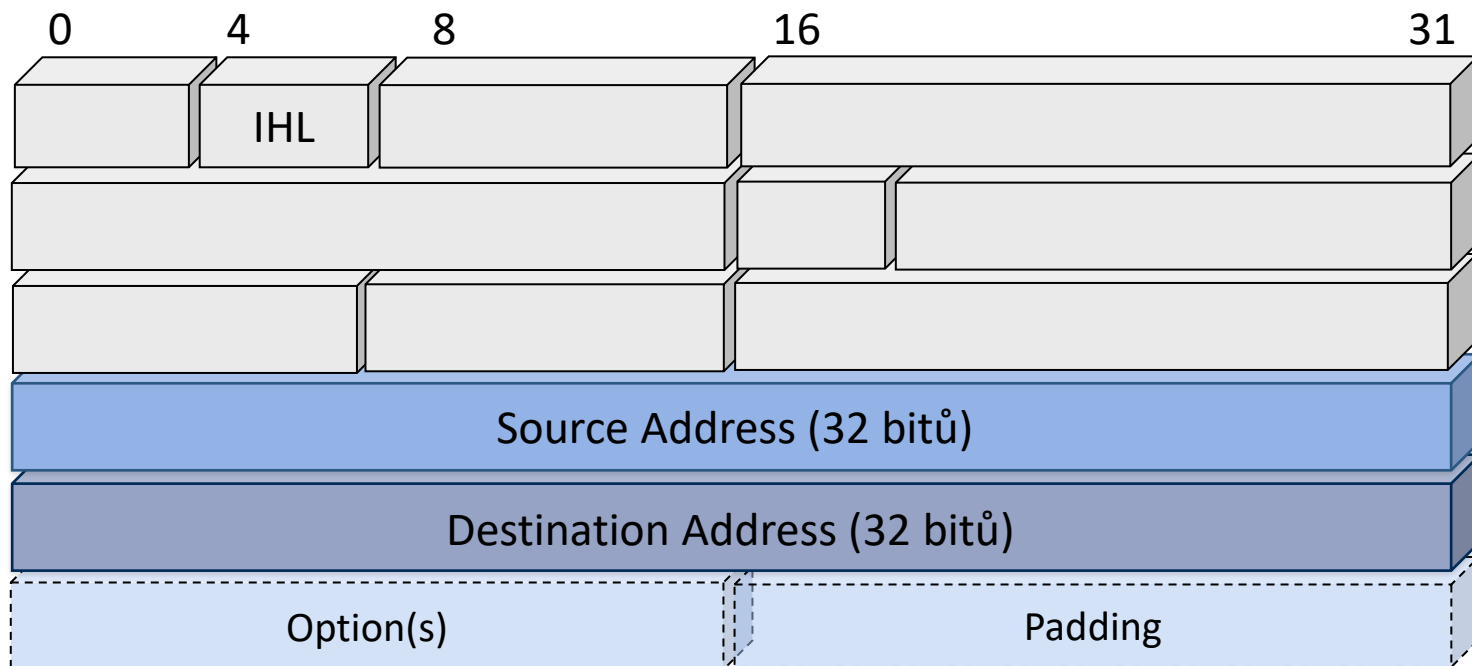 0 4 8 16 31
IHL
Source Address (32 bitů)
Destination Address (32 bitů)
Option(s) Padding